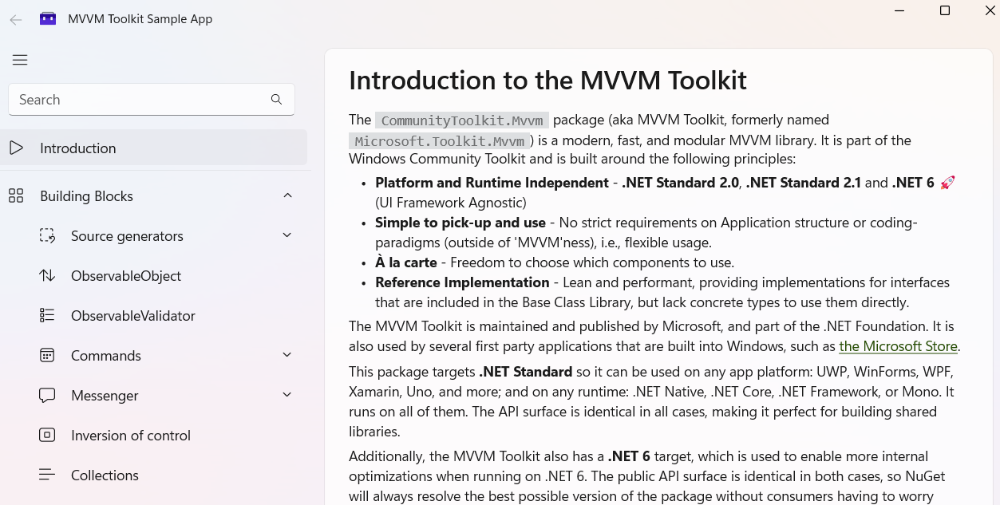 MVVM Toolkit Sample App
Search
Introduction
Building Blocks
Source generators
ObservableObject
ObservableValidator
Commands
Messenger
Inversion of control
Collections
Introduction to the MVVM Toolkit
The CommunityToolkit.Mvvm package (aka MVVM Toolkit, formerly named
Microsoft.Toolkit.Mvvm) is a modern, fast, and modular MVVM library. It is part of the
Windows Community Toolkit and is built around the following principles:
• Platform and Runtime Independent - .NET Standard 2.0, .NET Standard 2.1 and .NET 6 🚀
(UI Framework Agnostic)
• Simple to pick-up and use - No strict requirements on Application structure or coding-
paradigms (outside of 'MVVM'ness), i.e., flexible usage.
• À la carte - Freedom to choose which components to use.
• Reference Implementation - Lean and performant, providing implementations for interfaces
that are included in the Base Class Library, but lack concrete types to use them directly.
The MVVM Toolkit is maintained and published by Microsoft, and part of the .NET Foundation. It is
also used by several first party applications that are built into Windows, such as the Microsoft Store.
This package targets .NET Standard so it can be used on any app platform: UWP, WinForms, WPF,
Xamarin, Uno, and more; and on any runtime: .NET Native, .NET Core, .NET Framework, or Mono. It
runs on all of them. The API surface is identical in all cases, making it perfect for building shared
libraries.
Additionally, the MVVM Toolkit also has a .NET 6 target, which is used to enable more internal
optimizations when running on .NET 6. The public API surface is identical in both cases, so NuGet
will always resolve the best possible version of the package without consumers having to worry